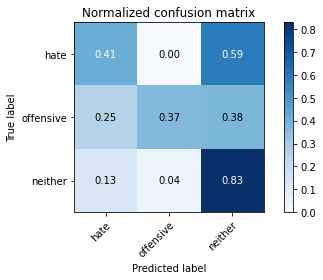 Normalized confusion matrix
True label
hate
0.41 0.00 0.59
offensive
0.25 0.37 0.38
neither
0.13 0.04 0.83
hate
offensive
neither
Predicted label
0.8
0.7
0.6
0.5
0.4
0.3
0.2
0.1
0.0